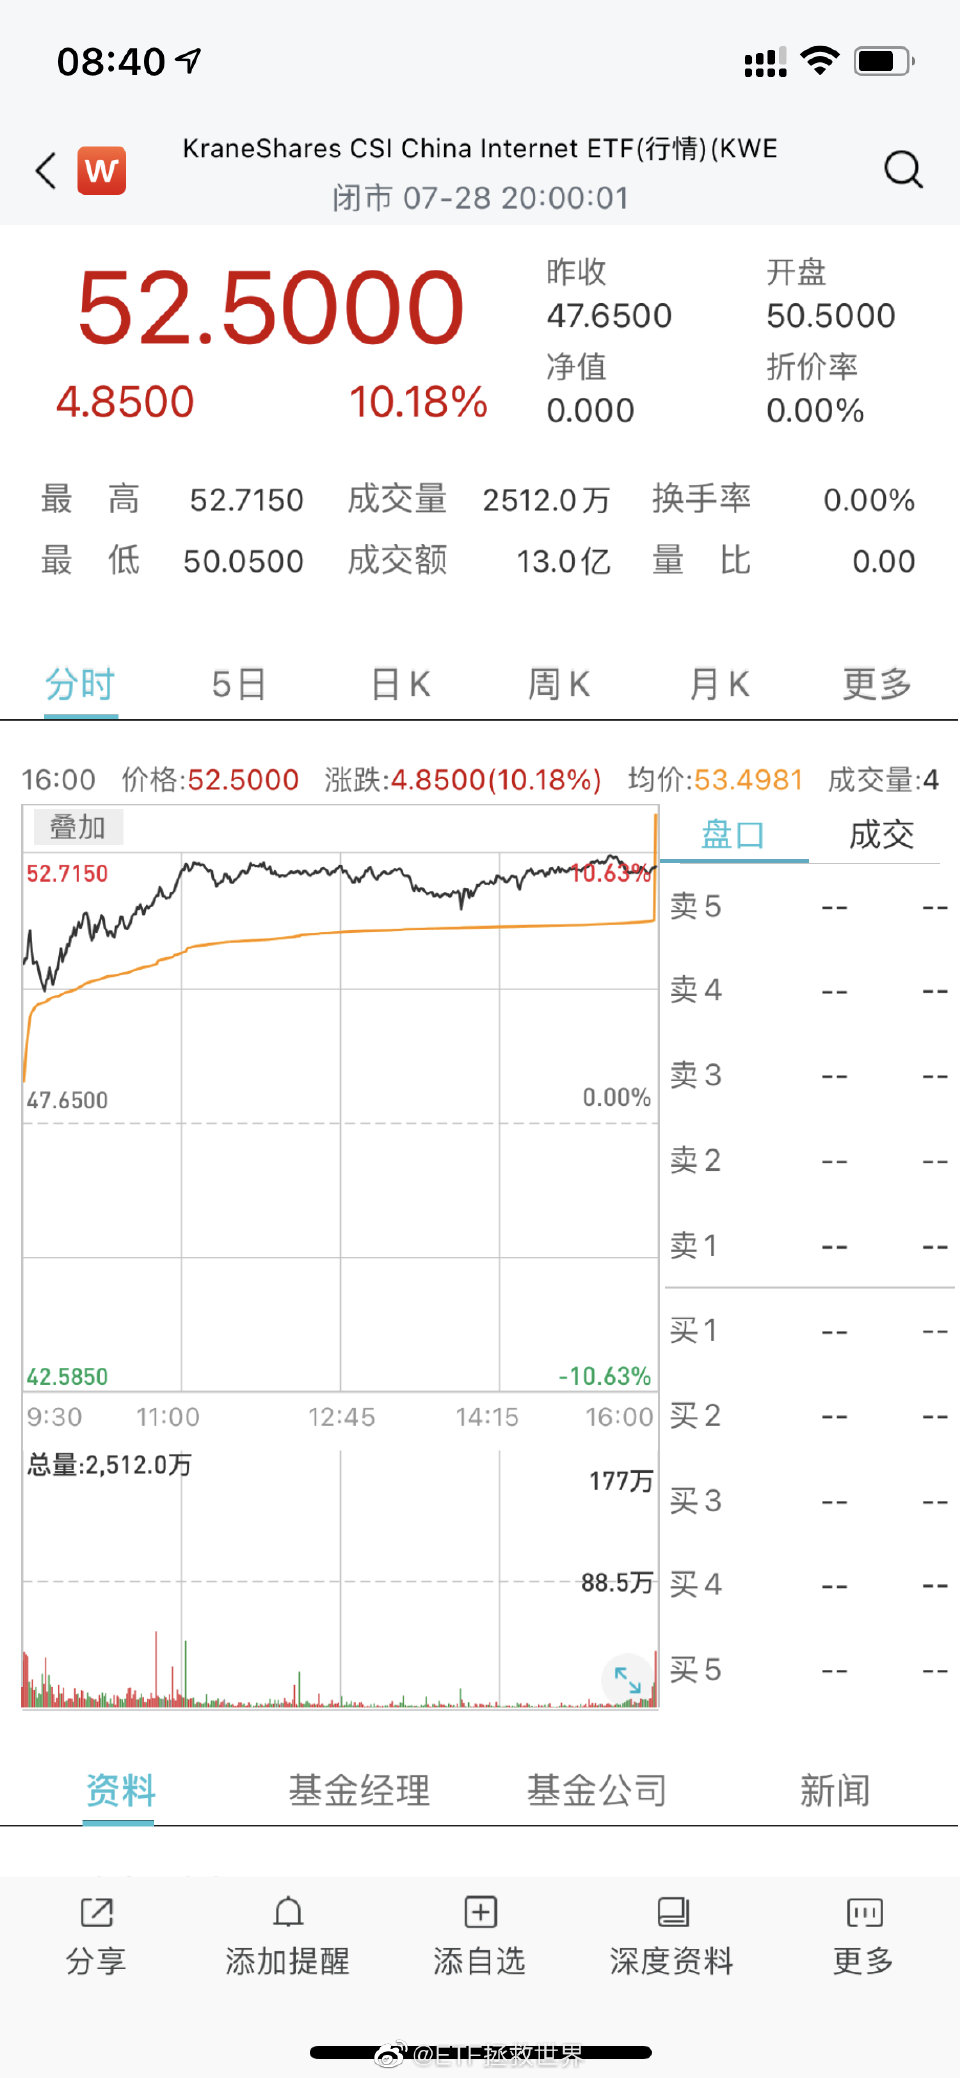 08:40
W
KraneShares CSI China Internet ETF(行情)(KWE
闭市 07-28 20:00:01
52.5000
4.8500 10.18%
昨收 开盘
47.6500 50.5000
净值 折价率
0.000 0.00%
最高 52.7150 成交量 2512.0万 换手率 0.00%
最低 50.0500 成交额 13.0亿 量比 0.00
分时 5日 日K 周K 月K 更多
16:00 价格:52.5000 涨跌:4.8500(10.18%) 均价:53.4981 成交量:4
叠加
盘口 成交
52.7150 10.63%
卖5 -- --
卖4 -- --
卖3 -- --
47.6500 0.00%
卖2 -- --
卖1 -- --
买1 -- --
42.5850 -10.63%
9:30 11:00 12:45 14:15 16:00
买2 -- --
总量:2,512.0万
177万
买3 -- --
88.5万
买4 -- --
买5 -- --
资料 基金经理 基金公司 新闻
分享 添加提醒 添自选 深度资料 更多
@ETF拯救世界